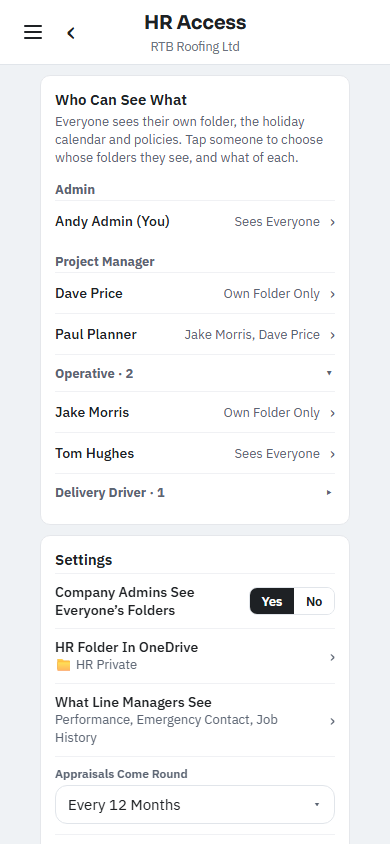 HR Access
RTB Roofing Ltd
Who Can See What
Everyone sees their own folder, the holiday
calendar and policies. Tap someone to choose
whose folders they see, and what of each.
Admin
Andy Admin (You) Sees Everyone ›
Project Manager
Dave Price Own Folder Only ›
Paul Planner Jake Morris, Dave Price ›
Operative · 2 ▾
Jake Morris Own Folder Only ›
Tom Hughes Sees Everyone ›
Delivery Driver · 1 ▸
Settings
Company Admins See
Everyone’s Folders
Yes No
HR Folder In OneDrive
HR Private ›
What Line Managers See
Performance, Emergency Contact, Job
History ›
Appraisals Come Round
Every 12 Months ▾